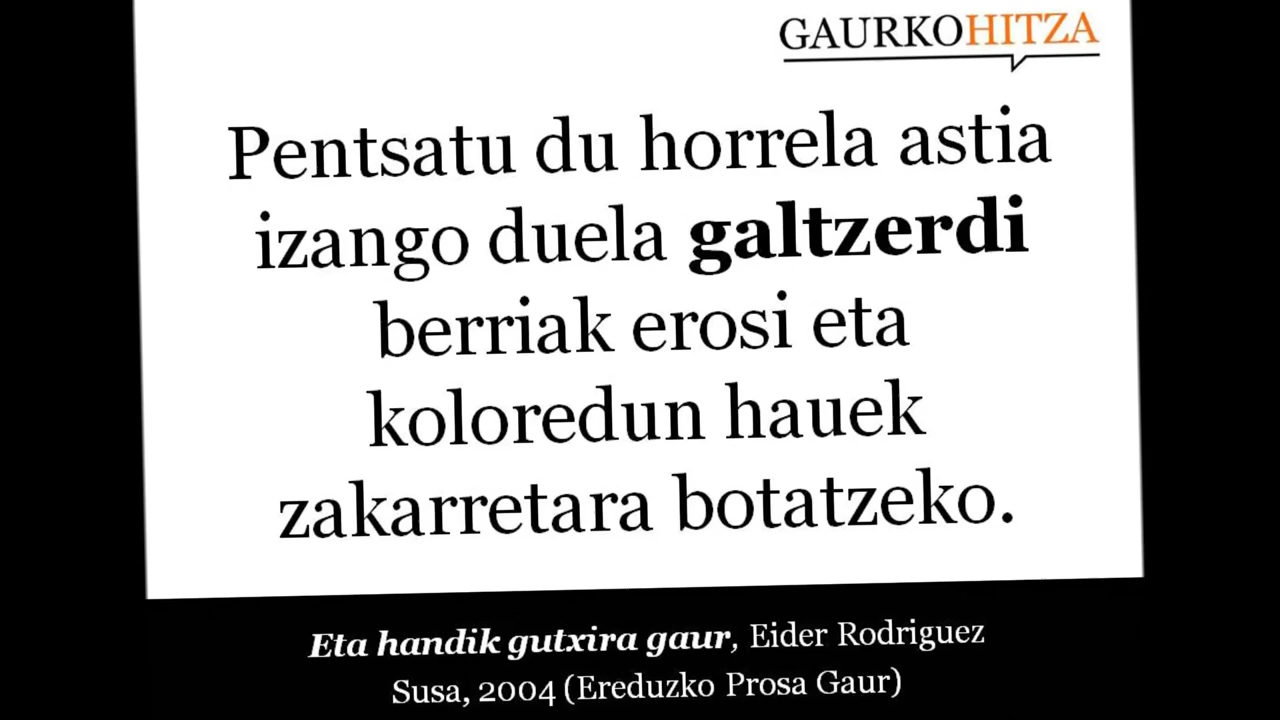 GAURKOHITZA
Pentsatu du horrela astia
izango duela galtzerdi
berriak erosi eta
koloredun hauek
zakarretara botatzeko.
Eta handik gutxira gaur, Eider Rodriguez
Susa, 2004 (Ereduzko Prosa Gaur)